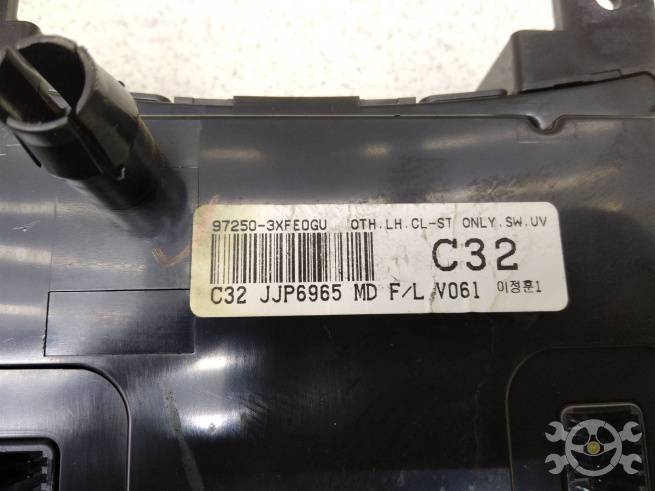 97250-3XFE0GU OTH.LH.CL-ST ONLY.SW.UV
C32
C32 JJP6965 MD F/L V061 이정훈1